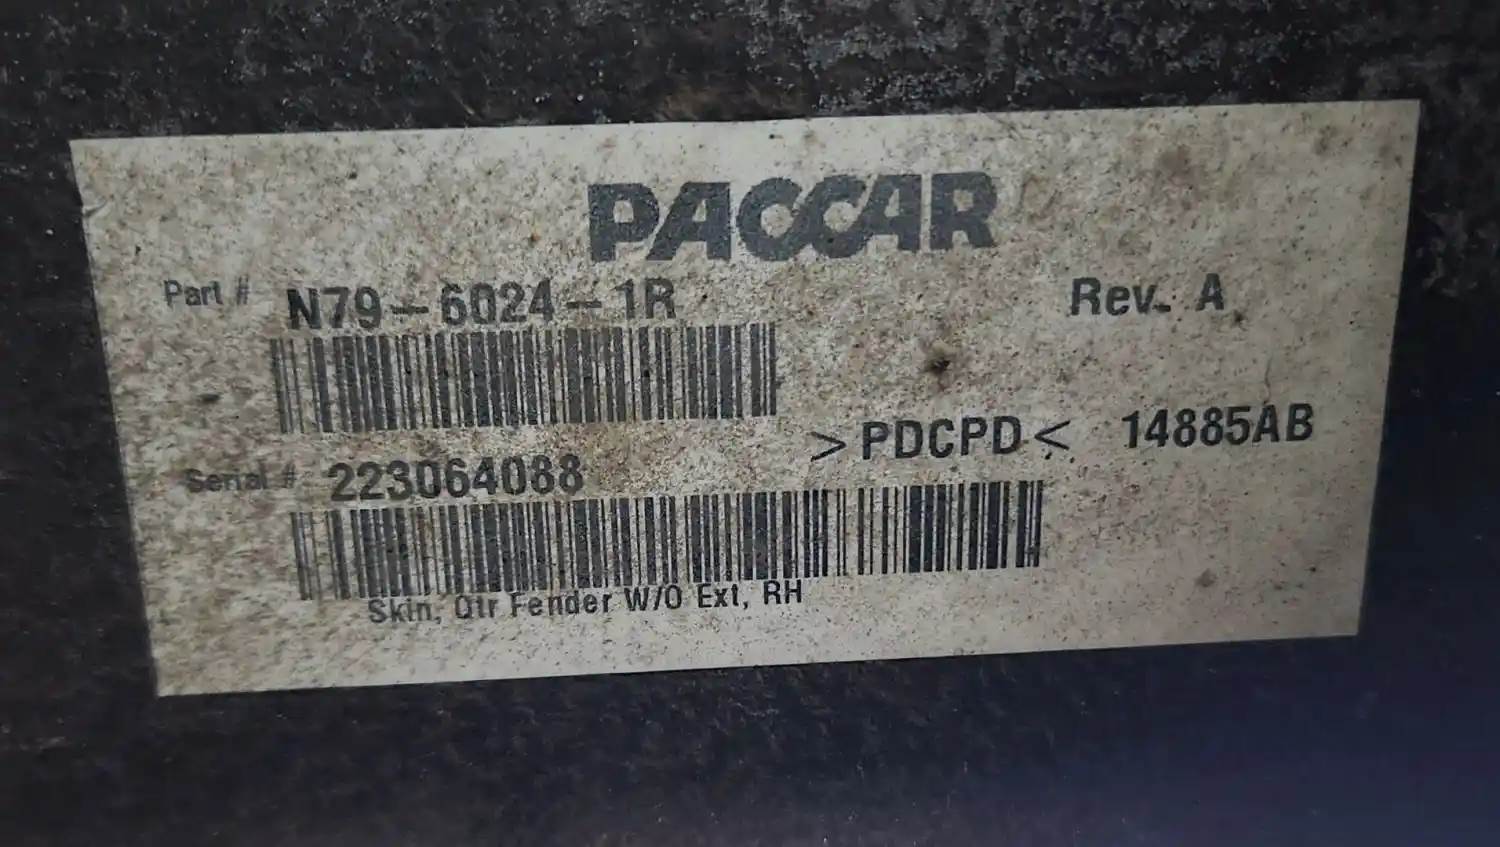 PACCAR
Part # N79-6024-1R Rev. A
>PDCPD< 14885AB
Serial # 223064088
Skin, Qtr Fender W/O Ext, RH